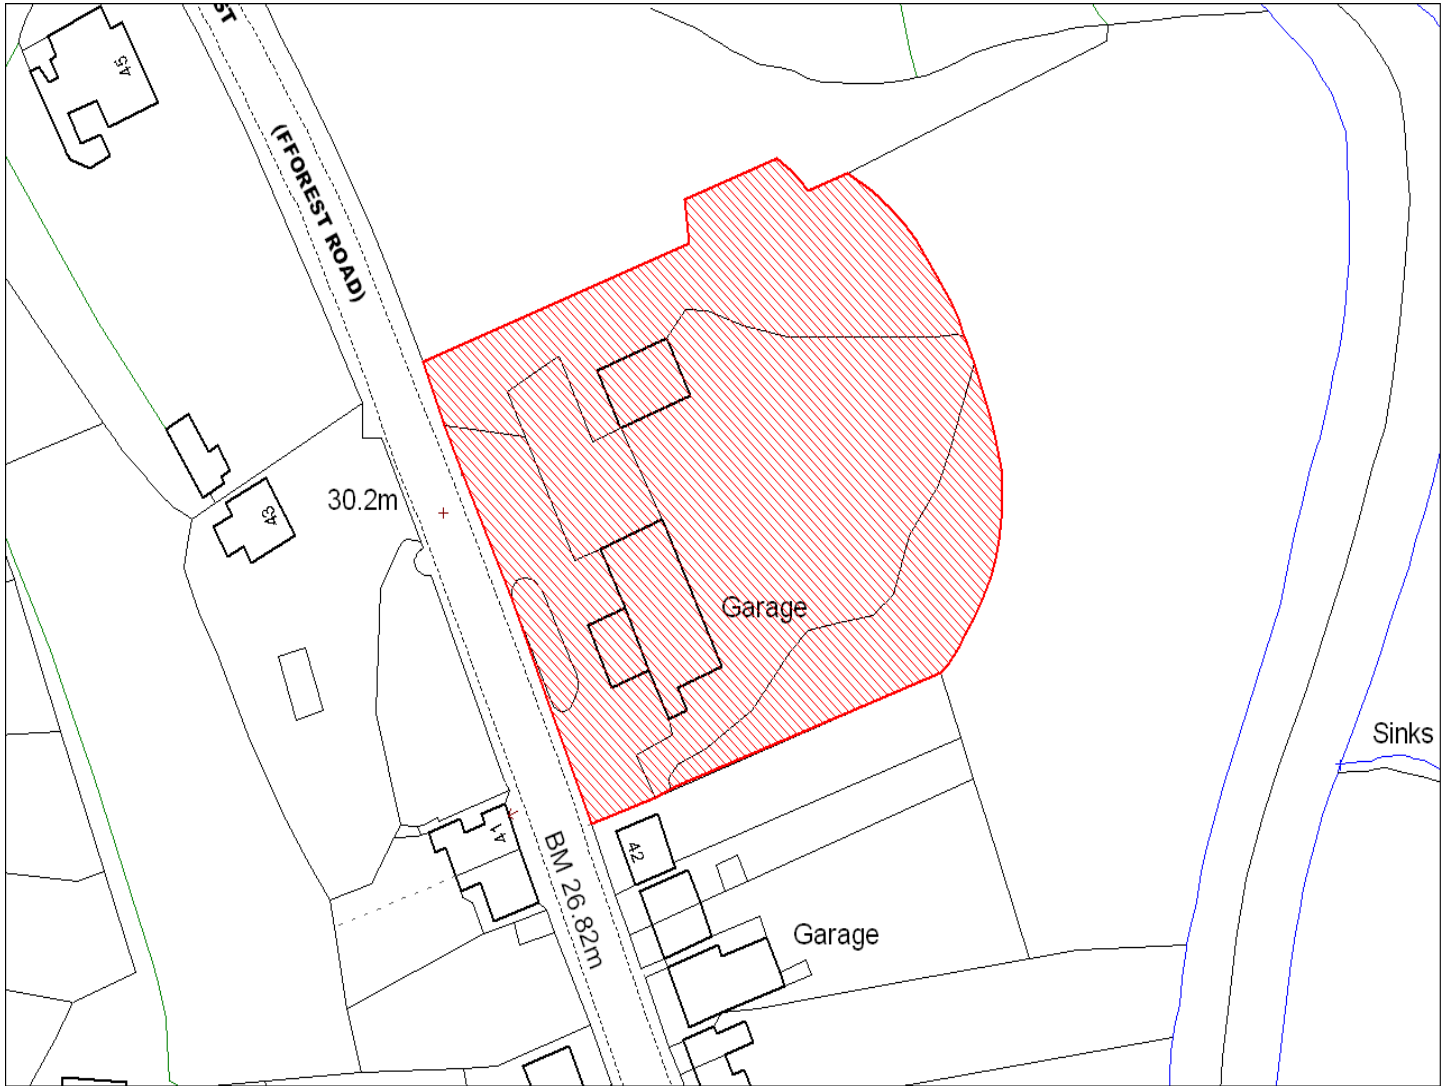 ST
45
(FFOREST ROAD)
30.2m
43
Garage
Sinks
41
42
BM 26.82m
Garage